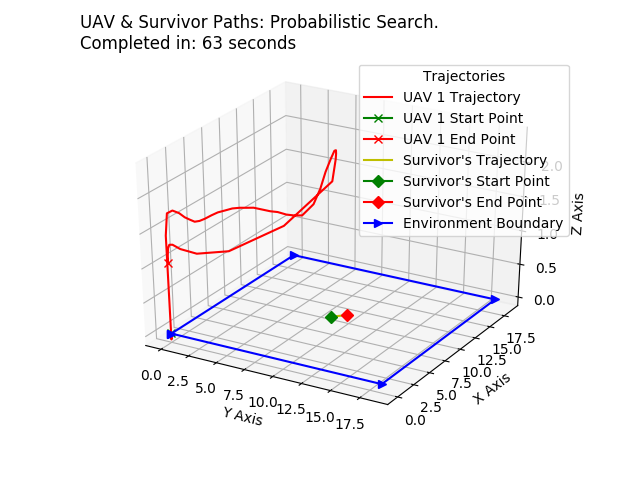 UAV & Survivor Paths: Probabilistic Search.
Completed in: 63 seconds
Trajectories
UAV 1 Trajectory
UAV 1 Start Point
UAV 1 End Point
Survivor's Trajectory
Survivor's Start Point
Survivor's End Point
Environment Boundary
2.0
1.5
1.0
0.5
0.0
Z Axis
0.0
2.5
5.0
7.5
10.0
12.5
15.0
17.5
Y Axis
0.0
2.5
5.0
7.5
10.0
12.5
15.0
17.5
X Axis